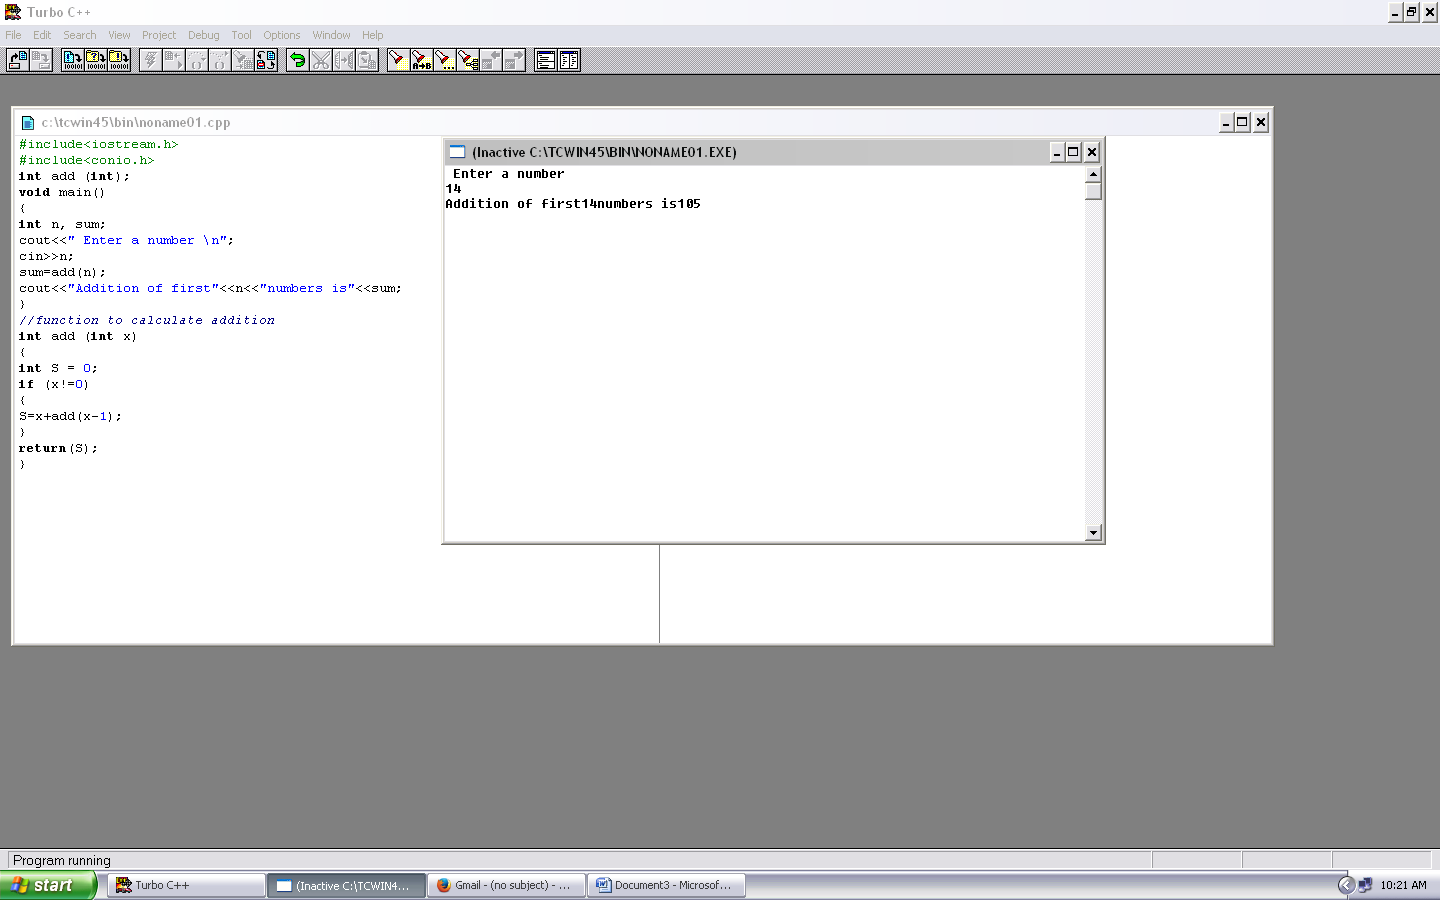 Turbo C++
File Edit Search View Project Debug Tool Options Window Help
c:\tcwin45\bin\noname01.cpp
#include<iostream.h>
#include<conio.h>
int add (int);
void main()
{
int n, sum;
cout<<" Enter a number \n";
cin>>n;
sum=add(n);
cout<<"Addition of first"<<n<<"numbers is"<<sum;
}
//function to calculate addition
int add (int x)
{
int S = 0;
if (x!=0)
{
S=x+add(x-1);
}
return(S);
}
(Inactive C:\TCWIN45\BIN\NONAME01.EXE)
Enter a number
14
Addition of first14numbers is105
Program running
start Turbo C++ (Inactive C:\TCWIN4... Gmail - (no subject) - ... Document3 - Microsof... 10:21 AM